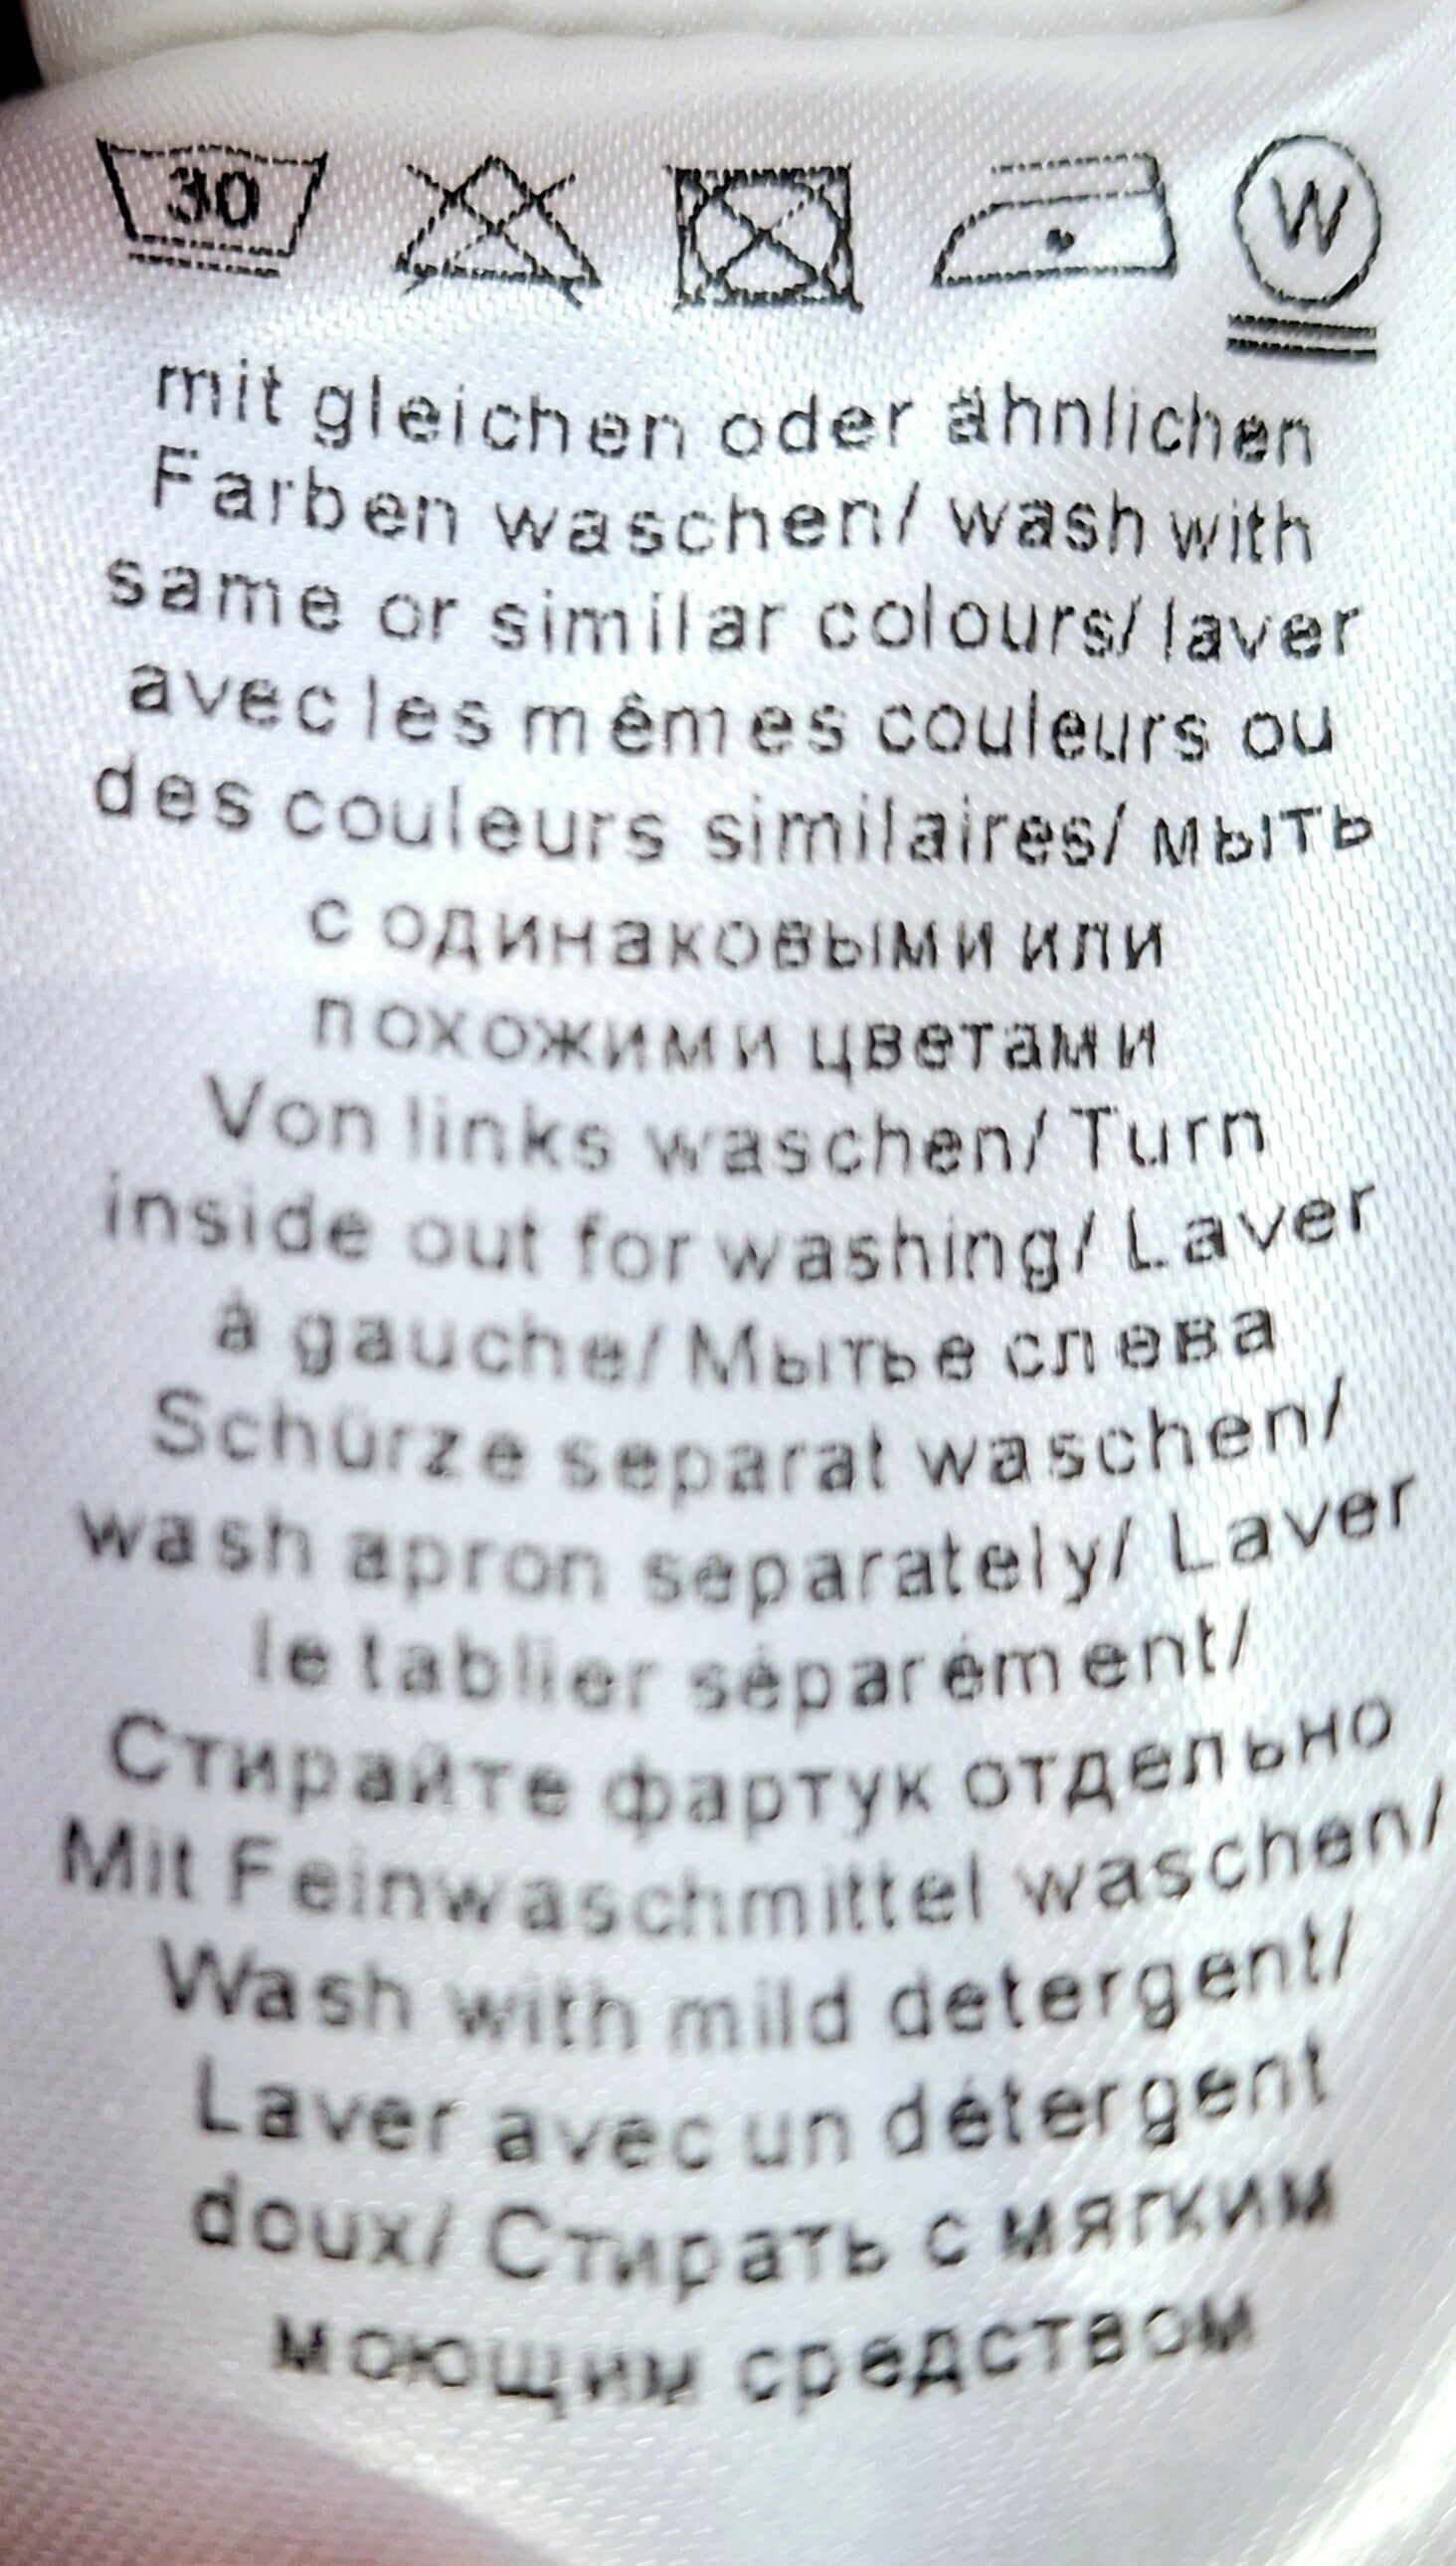 30
W
mit gleichen oder ähnlichen
Farben waschen/ wash with
same or similar colours/ laver
avec les mêmes couleurs ou
des couleurs similaires/ мыть
с одинаковыми или
похожими цветами
Von links waschen/ Turn
inside out for washing/ Laver
à gauche/ Мытье слева
Schürze separat waschen/
wash apron separately/ Laver
le tablier séparément/
Стирайте фартук отдельно
Mit Feinwaschmittel waschen/
Wash with mild detergent/
Laver avec un détergent
doux/ Стирать с мягким
моющим средством